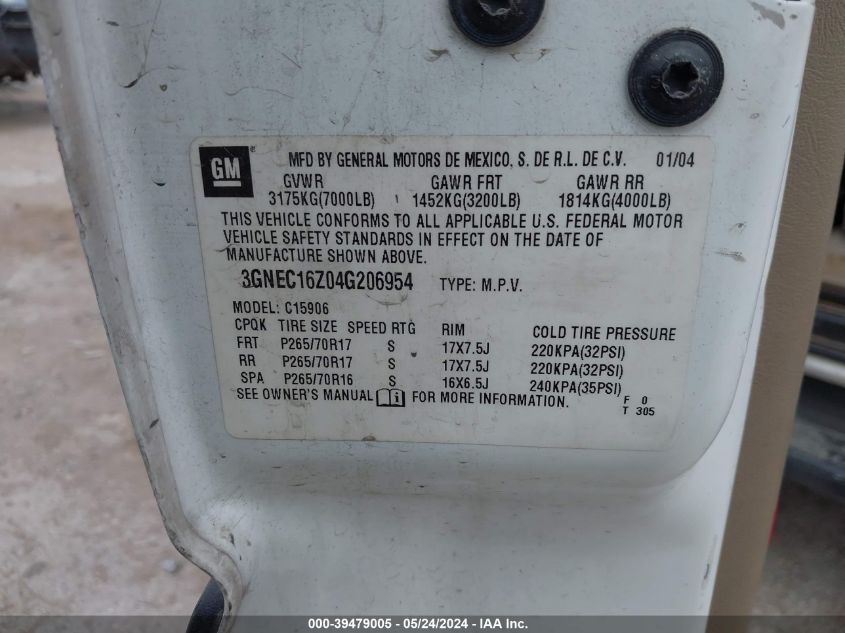 GM ® MFD BY GENERAL MOTORS DE MEXICO, S. DE R.L. DE C.V. 01/04
GVWR GAWR FRT GAWR RR
3175KG(7000LB) 1452KG(3200LB) 1814KG(4000LB)
THIS VEHICLE CONFORMS TO ALL APPLICABLE U.S. FEDERAL MOTOR
VEHICLE SAFETY STANDARDS IN EFFECT ON THE DATE OF
MANUFACTURE SHOWN ABOVE.
3GNEC16Z04G206954 TYPE: M.P.V.
MODEL: C15906
CPQK TIRE SIZE SPEED RTG RIM COLD TIRE PRESSURE
FRT P265/70R17 S 17X7.5J 220KPA(32PSI)
RR P265/70R17 S 17X7.5J 220KPA(32PSI)
SPA P265/70R16 S 16X6.5J 240KPA(35PSI)
SEE OWNER'S MANUAL i FOR MORE INFORMATION. F 0
T 305
000-39479005 - 05/24/2024 - IAA Inc.